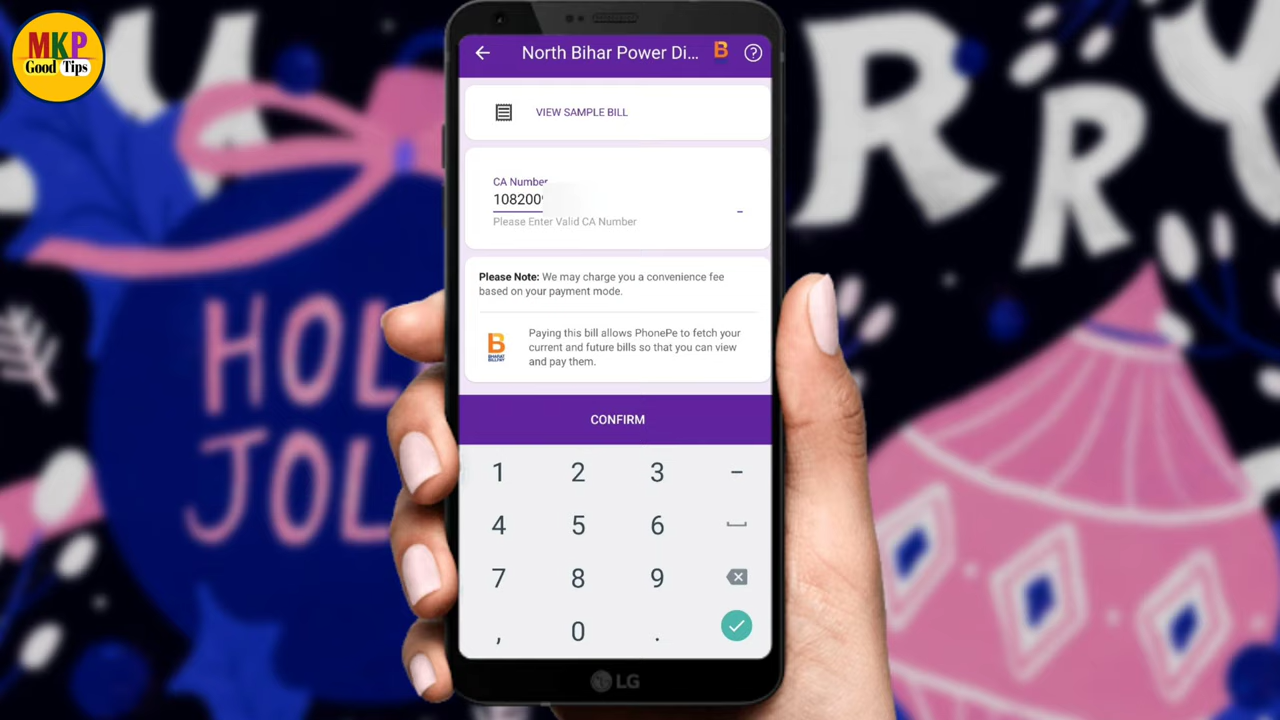 MKP
Good Tips
North Bihar Power Di...
VIEW SAMPLE BILL
CA Number
108200
Please Enter Valid CA Number
Please Note: We may charge you a convenience fee
based on your payment mode.
B
BHARAT
BILLPAY
Paying this bill allows PhonePe to fetch your
current and future bills so that you can view
and pay them.
CONFIRM
1 2 3 -
4 5 6
7 8 9
, 0 .
LG
HOL
JOL
RRY